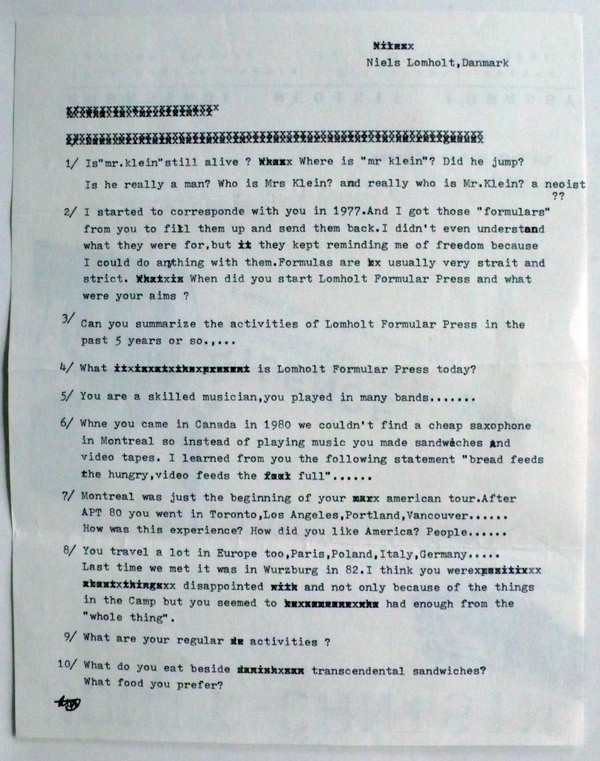 Niels Lomholt,Danmark
1/ Is"mr.klein"still alive ? Where is "mr klein"? Did he jump?
Is he really a man? Who is Mrs Klein? and really who is Mr.Klein? a neoist
??
2/ I started to corresponde with you in 1977.And I got those "formulars"
from you to fill them up and send them back.I didn't even understand
what they were for,but it they kept reminding me of freedom because
I could do anything with them.Formulas are usually very strait and
strict. When did you start Lomholt Formular Press and what
were your aims ?
3/ Can you summarize the activities of Lomholt Formular Press in the
past 5 years or so.,...
4/ What is Lomholt Formular Press today?
5/ You are a skilled musician,you played in many bands.......
6/ Whne you came in Canada in 1980 we couldn't find a cheap saxophone
in Montreal so instead of playing music you made sandwiches And
video tapes. I learned from you the following statement "bread feeds
the hungry,video feeds the full"......
7/ Montreal was just the beginning of your american tour.After
APT 80 you went in Toronto,Los Angeles,Portland,Vancouver......
How was this experience? How did you like America? People......
8/ You travel a lot in Europe too,Paris,Poland,Italy,Germany.....
Last time we met it was in Wurzburg in 82.I think you were
disappointed with and not only because of the things
in the Camp but you seemed to had enough from the
"whole thing".
9/ What are your regular activities ?
10/ What do you eat beside transcendental sandwiches?
What food you prefer?